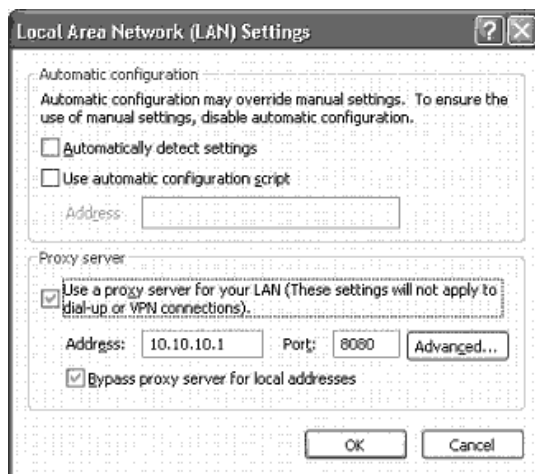 Local Area Network (LAN) Settings
Automatic configuration
Automatic configuration may override manual settings. To ensure the
use of manual settings, disable automatic configuration.
Automatically detect settings
Use automatic configuration script
Address
Proxy server
Use a proxy server for your LAN (These settings will not apply to
dial-up or VPN connections).
Address: 10.10.10.1 Port: 8080 Advanced...
Bypass proxy server for local addresses
OK Cancel